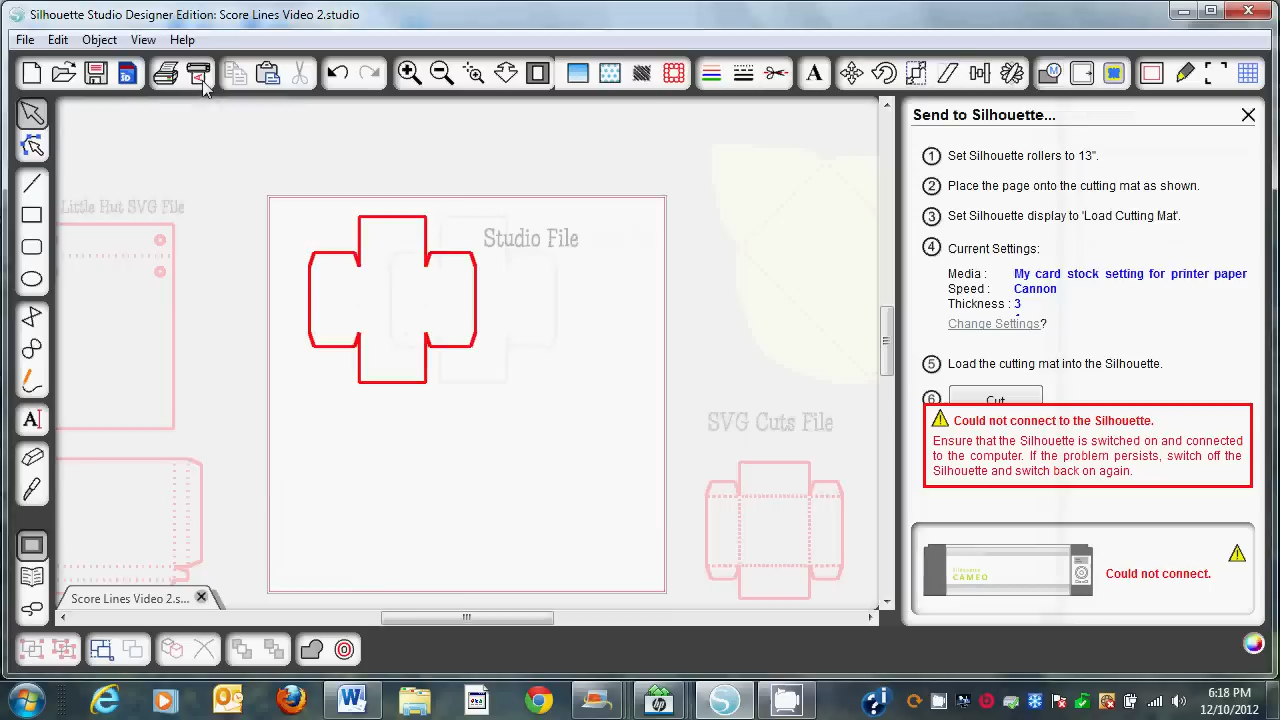 Silhouette Studio Designer Edition: Score Lines Video 2.studio
File Edit Object View Help
Send to Silhouette...
1 Set Silhouette rollers to 13".
2 Place the page onto the cutting mat as shown.
3 Set Silhouette display to 'Load Cutting Mat'.
4 Current Settings:
Media : My card stock setting for printer paper
Speed : Cannon
Thickness : 3
Change Settings?
5 Load the cutting mat into the Silhouette.
6 Cut
Could not connect to the Silhouette.
Ensure that the Silhouette is switched on and connected
to the computer. If the problem persists, switch off the
Silhouette and switch back on again.
Silhouette
CAMEO
Could not connect.
Little Hut SVG File
Studio File
SVG Cuts File
Score Lines Video 2.s...
6:18 PM
12/10/2012